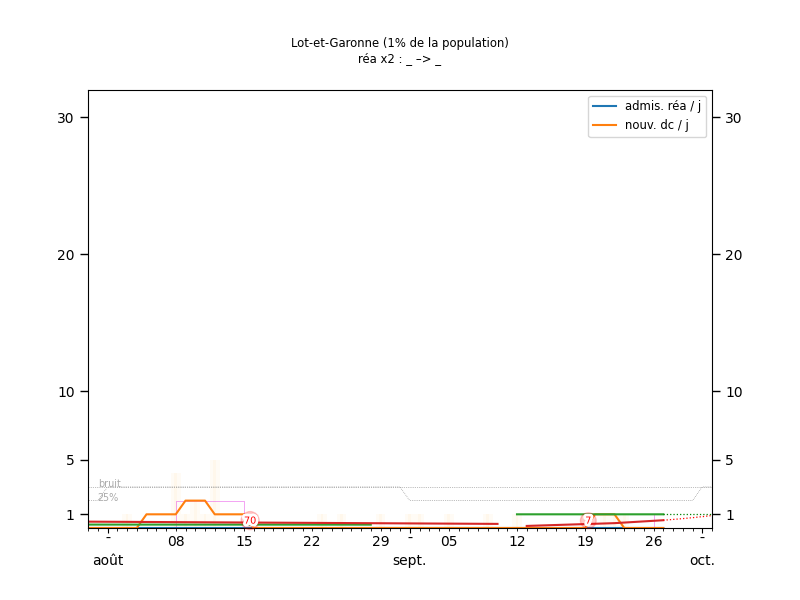 Lot-et-Garonne (1% de la population)
réa x2 : _ –> _
admis. réa / j
nouv. dc / j
30 30
20 20
10 10
5 5
bruit
25%
1 70 7 1
- 08 15 22 29 - 05 12 19 26 -
août sept. oct.